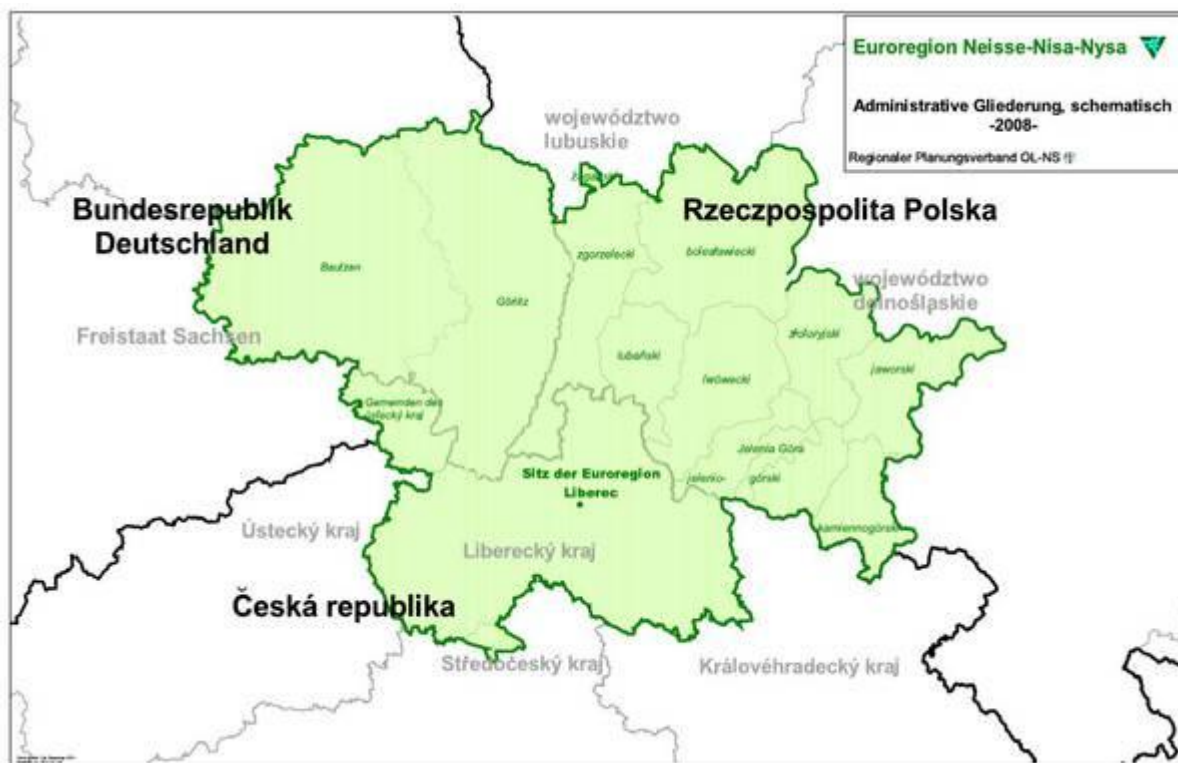 Euroregion Neisse-Nisa-Nysa
Administrative Gliederung, schematisch
-2008-
Regionaler Planungsverband OL-NS
województwo
lubuskie
Bundesrepublik
Deutschland
Rzeczpospolita Polska
zgorzelecki
bolesławiecki
Bautzen
województwo
dolnośląskie
Görlitz
Freistaat Sachsen
złotoryjski
lubański
lwówecki
jaworski
Gemeinden des
ústecký kraj
Jelenia Góra
Sitz der Euroregion
Liberec
jelenio-
górski
kamiennogórski
Ústecký kraj
Liberecký kraj
Česká republika
Středočeský kraj
Královéhradecký kraj